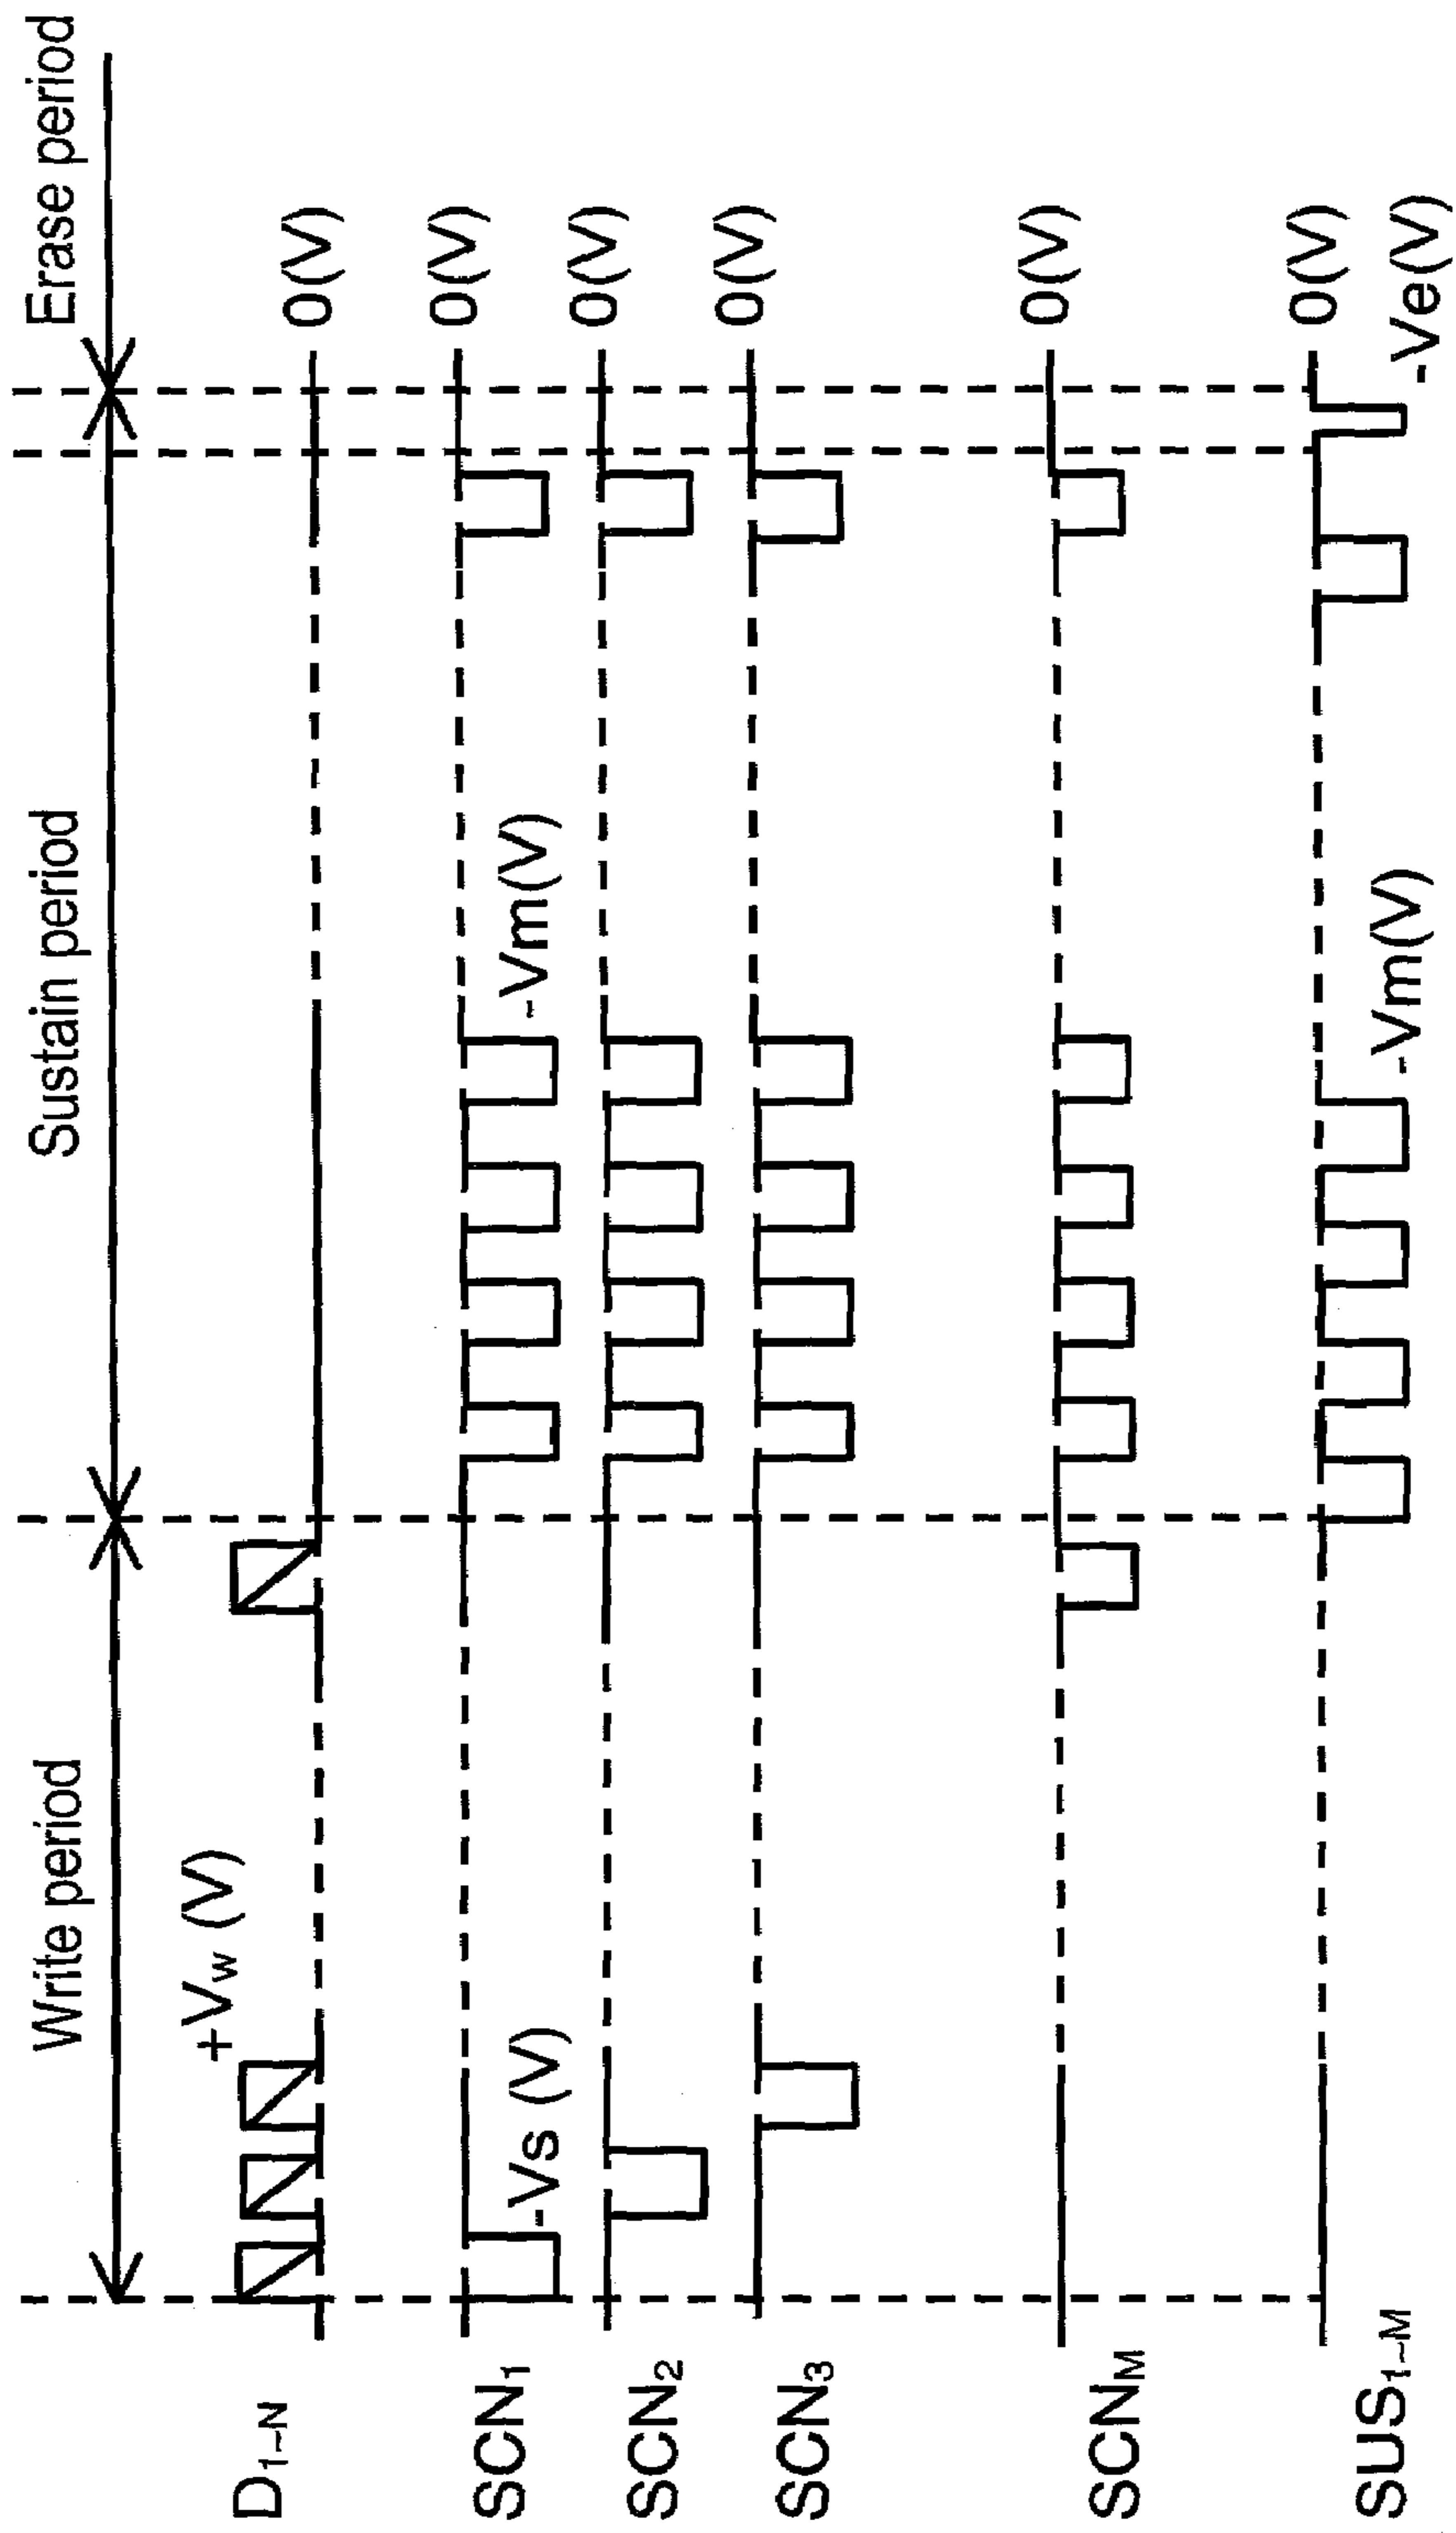 Write period
Sustain period
Erase period
+Vw (V)
D1~N
0(V)
SCN1
-Vs (V)
-Vm(V)
0(V)
SCN2
0(V)
SCN3
0(V)
SCNM
0(V)
SUS1~M
-Vm(V)
0(V)
-Ve(V)